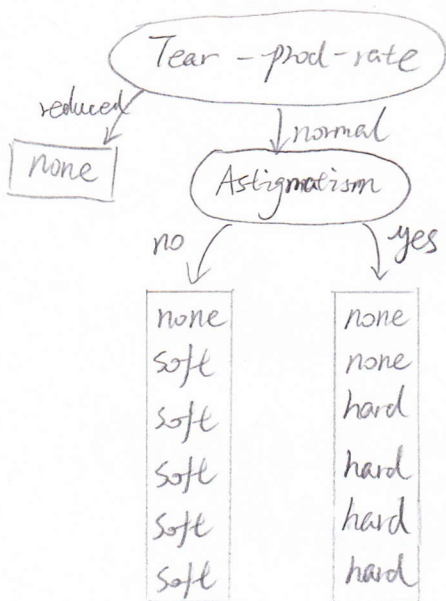 Tear-prod-rate
reduced
normal
none
Astigmatism
no
yes
none
soft
soft
soft
soft
soft
none
none
hard
hard
hard
hard